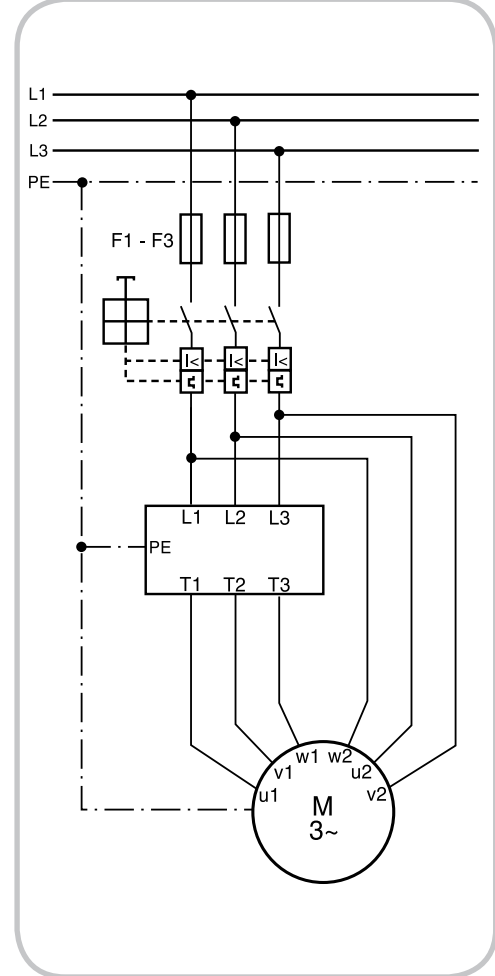 L1
L2
L3
PE
F1 - F3
I< I< I<
L1 L2 L3
PE
T1 T2 T3
w1 w2
v1 u2
u1 v2
M
3~